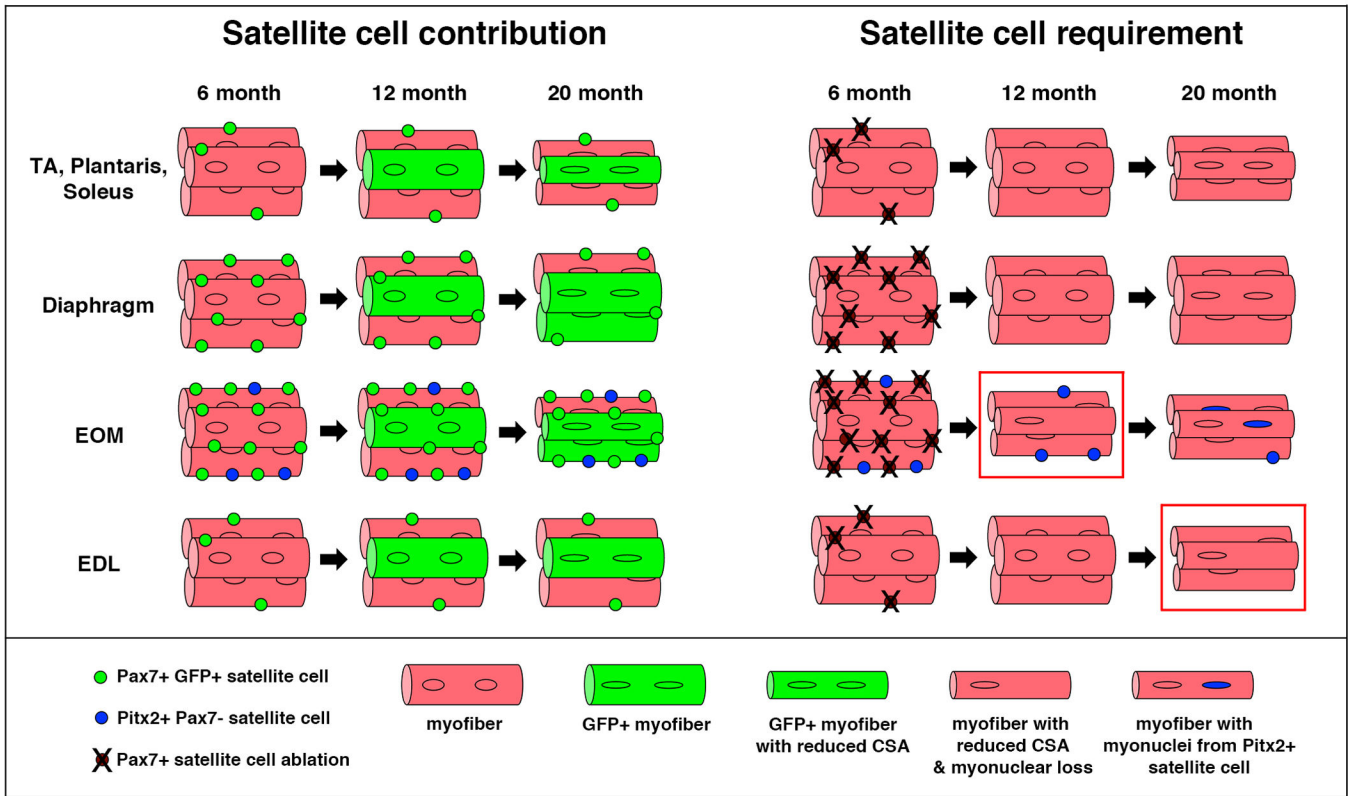 Satellite cell contribution
Satellite cell requirement
6 month
12 month
20 month
6 month
12 month
20 month
TA, Plantaris,
Soleus
Diaphragm
EOM
EDL
Pax7+ GFP+ satellite cell
Pitx2+ Pax7- satellite cell
Pax7+ satellite cell ablation
myofiber
GFP+ myofiber
GFP+ myofiber
with reduced CSA
myofiber with
reduced CSA
& myonuclear loss
myofiber with
myonuclei from Pitx2+
satellite cell